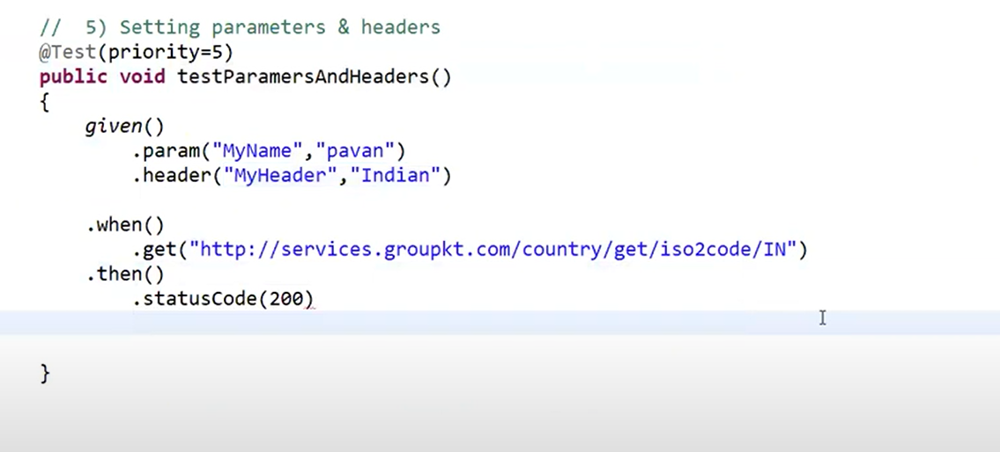 //  5) Setting parameters & headers
@Test(priority=5)
public void testParamersAndHeaders()
{
    given()
        .param("MyName","pavan")
        .header("MyHeader","Indian")
    .when()
        .get("http://services.groupkt.com/country/get/iso2code/IN")
    .then()
        .statusCode(200)
}